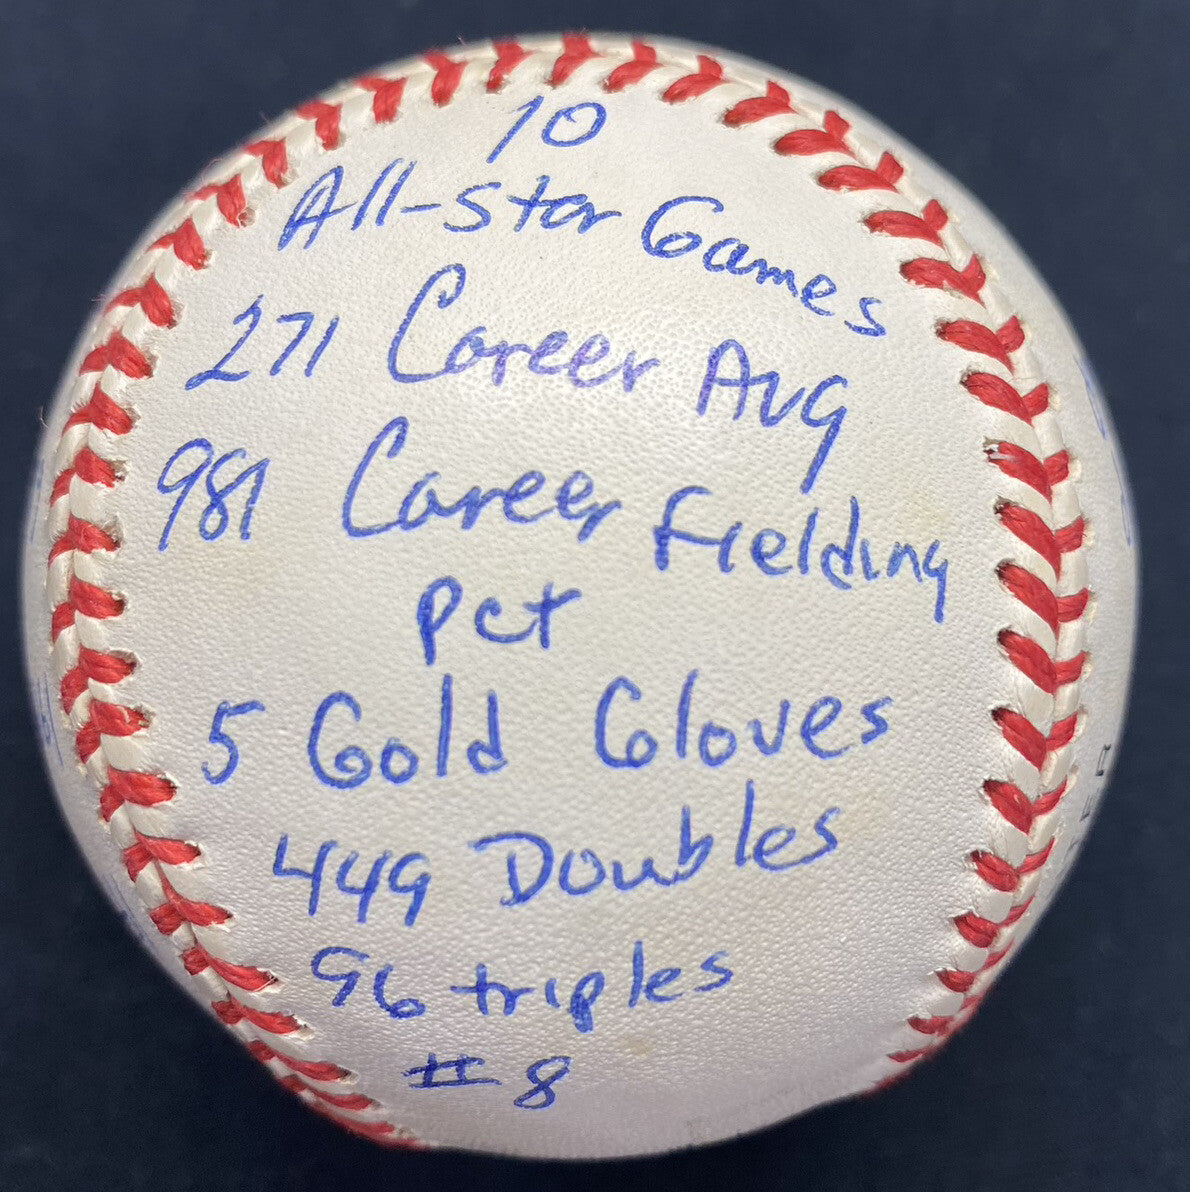 10
All-Star Games
271 Career Avg
981 Career Fielding
Pct
5 Gold Gloves
449 Doubles
96 triples
# 8